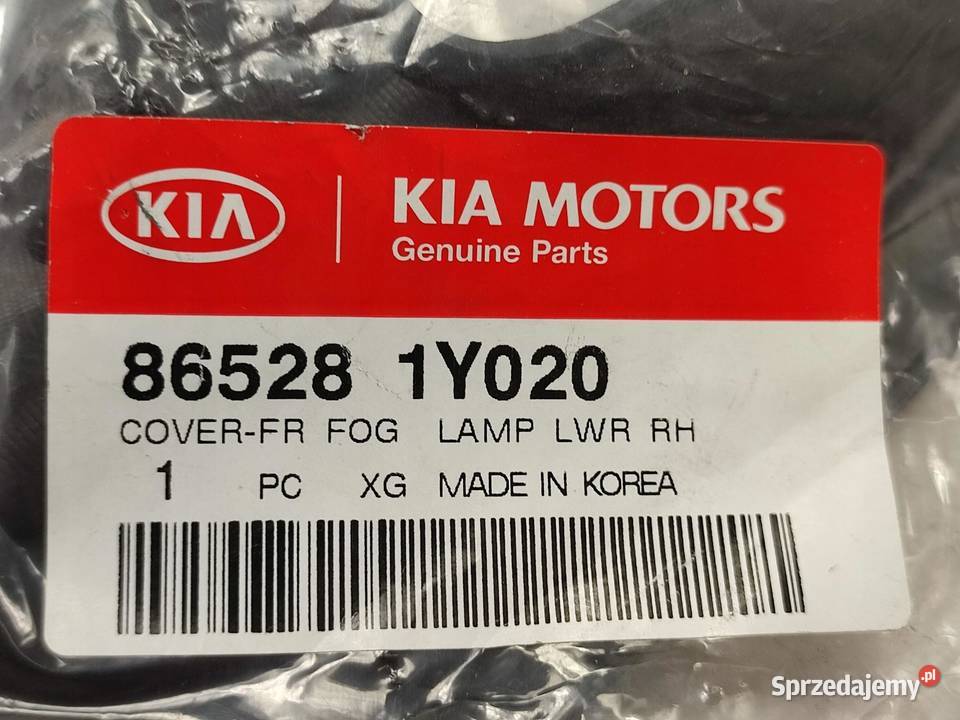 KIA
KIA MOTORS
Genuine Parts
86528 1Y020
COVER-FR FOG LAMP LWR RH
1 PC XG MADE IN KOREA
Sprzedajemy.pl